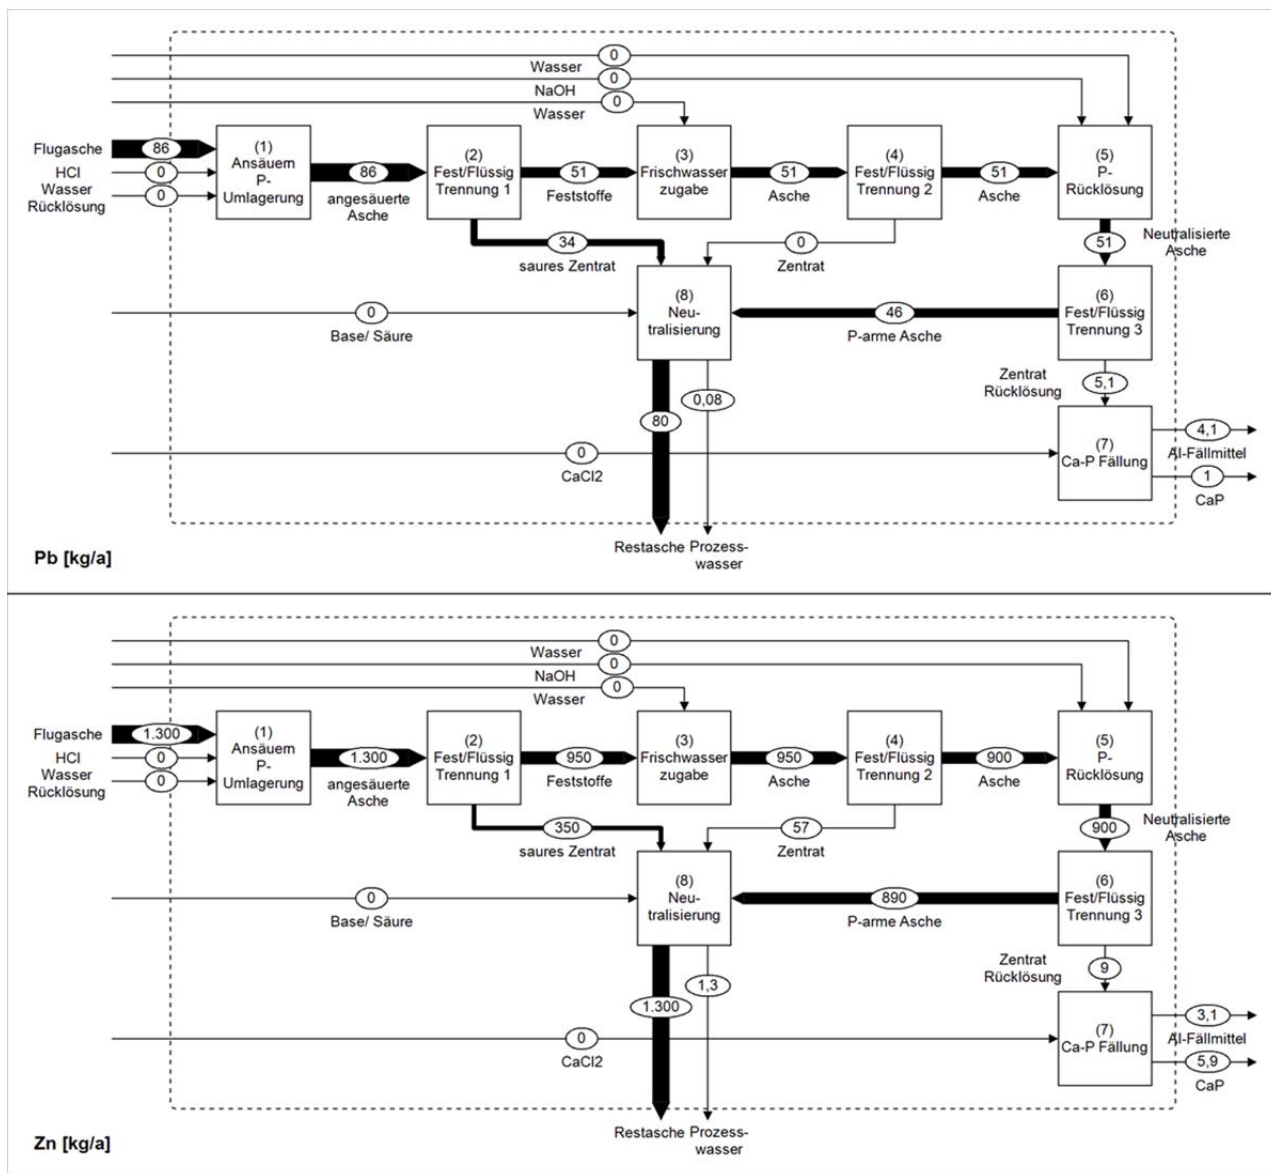 0
Wasser
0
NaOH
0
Wasser
Flugasche
86
HCl
0
Wasser
Rücklösung
0
(1)
Ansäuern
P-
Umlagerung
86
angesäuerte
Asche
(2)
Fest/Flüssig
Trennung 1
51
Feststoffe
(3)
Frischwasser
zugabe
51
Asche
(4)
Fest/Flüssig
Trennung 2
51
Asche
(5)
P-
Rücklösung
34
saures Zentrat
0
Zentrat
51
Neutralisierte
Asche
0
Base/ Säure
(8)
Neu-
tralisierung
46
P-arme Asche
(6)
Fest/Flüssig
Trennung 3
Zentrat
Rücklösung
5,1
80
0,08
0
CaCl2
(7)
Ca-P Fällung
4,1
Al-Fällmittel
1
CaP
Restasche
Prozess-
wasser
Pb [kg/a]
0
Wasser
0
NaOH
0
Wasser
Flugasche
1.300
HCl
0
Wasser
Rücklösung
0
(1)
Ansäuern
P-
Umlagerung
1.300
angesäuerte
Asche
(2)
Fest/Flüssig
Trennung 1
950
Feststoffe
(3)
Frischwasser
zugabe
950
Asche
(4)
Fest/Flüssig
Trennung 2
900
Asche
(5)
P-
Rücklösung
350
saures Zentrat
57
Zentrat
900
Neutralisierte
Asche
0
Base/ Säure
(8)
Neu-
tralisierung
890
P-arme Asche
(6)
Fest/Flüssig
Trennung 3
Zentrat
Rücklösung
9
1.300
1,3
0
CaCl2
(7)
Ca-P Fällung
3,1
Al-Fällmittel
5,9
CaP
Restasche
Prozess-
wasser
Zn [kg/a]